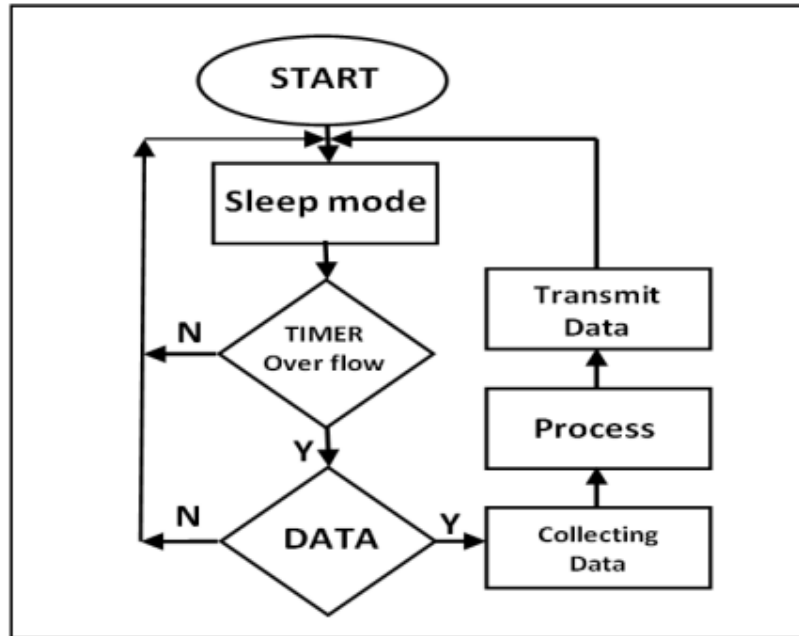 START
Sleep mode
N
TIMER
Over flow
Y
N
DATA
Y
Collecting
Data
Process
Transmit
Data